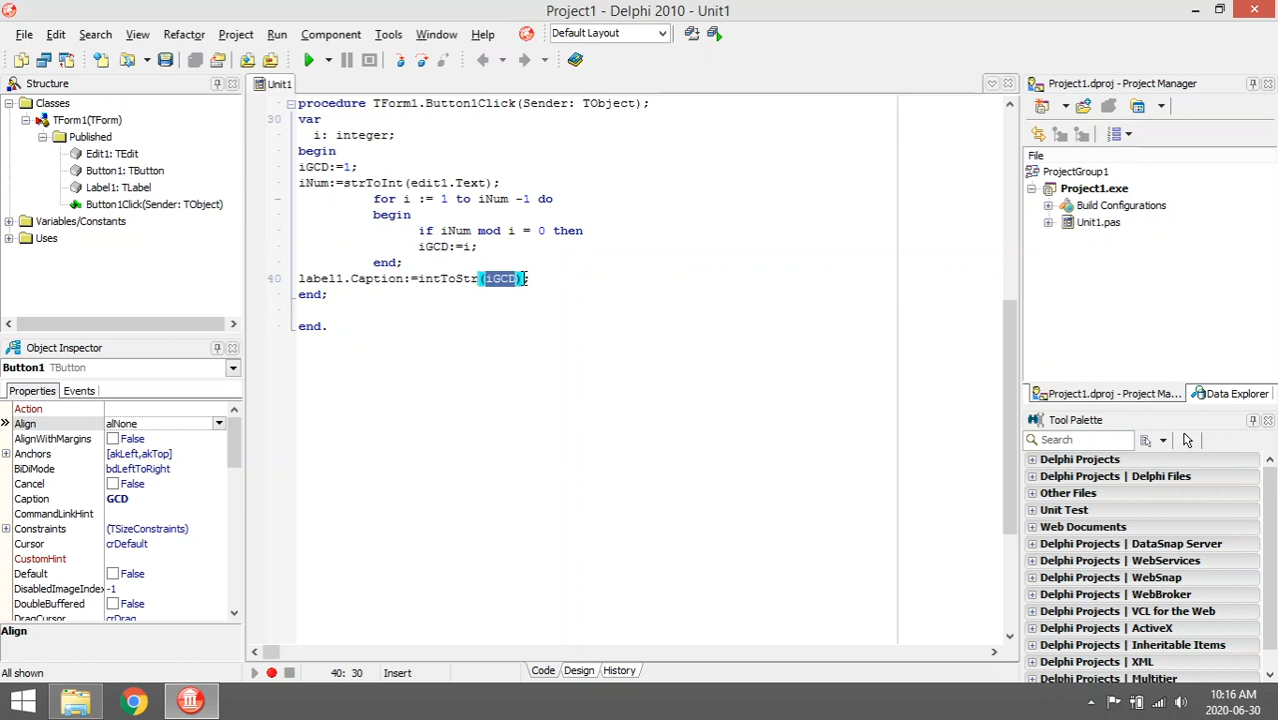 Project1 - Delphi 2010 - Unit1
File Edit Search View Refactor Project Run Component Tools Window Help Default Layout
Structure
Classes
TForm1(TForm)
Published
Edit1: TEdit
Button1: TButton
Label1: TLabel
Button1Click(Sender: TObject)
Variables/Constants
Uses
Object Inspector
Button1 TButton
Properties Events
Action
Align alNone
AlignWithMargins False
Anchors [akLeft,akTop]
BiDiMode bdLeftToRight
Cancel False
Caption GCD
CommandLinkHint
Constraints (TSizeConstraints)
Cursor crDefault
CustomHint
Default False
DisabledImageIndex -1
DoubleBuffered False
DragCursor crDrag
Align
All shown
Unit1
procedure TForm1.Button1Click(Sender: TObject);
30 var
i: integer;
begin
iGCD:=1;
iNum:=strToInt(edit1.Text);
for i := 1 to iNum -1 do
begin
if iNum mod i = 0 then
iGCD:=i;
end;
40 label1.Caption:=intToStr(iGCD);
end;
end.
40: 30 Insert Code Design History
Project1.dproj - Project Manager
File
ProjectGroup1
Project1.exe
Build Configurations
Unit1.pas
Project1.dproj - Project Ma... Data Explorer
Tool Palette
Search
Delphi Projects
Delphi Projects | Delphi Files
Other Files
Unit Test
Web Documents
Delphi Projects | DataSnap Server
Delphi Projects | WebServices
Delphi Projects | WebSnap
Delphi Projects | WebBroker
Delphi Projects | VCL for the Web
Delphi Projects | ActiveX
Delphi Projects | Inheritable Items
Delphi Projects | XML
Delphi Projects | Multitier
10:16 AM
2020-06-30